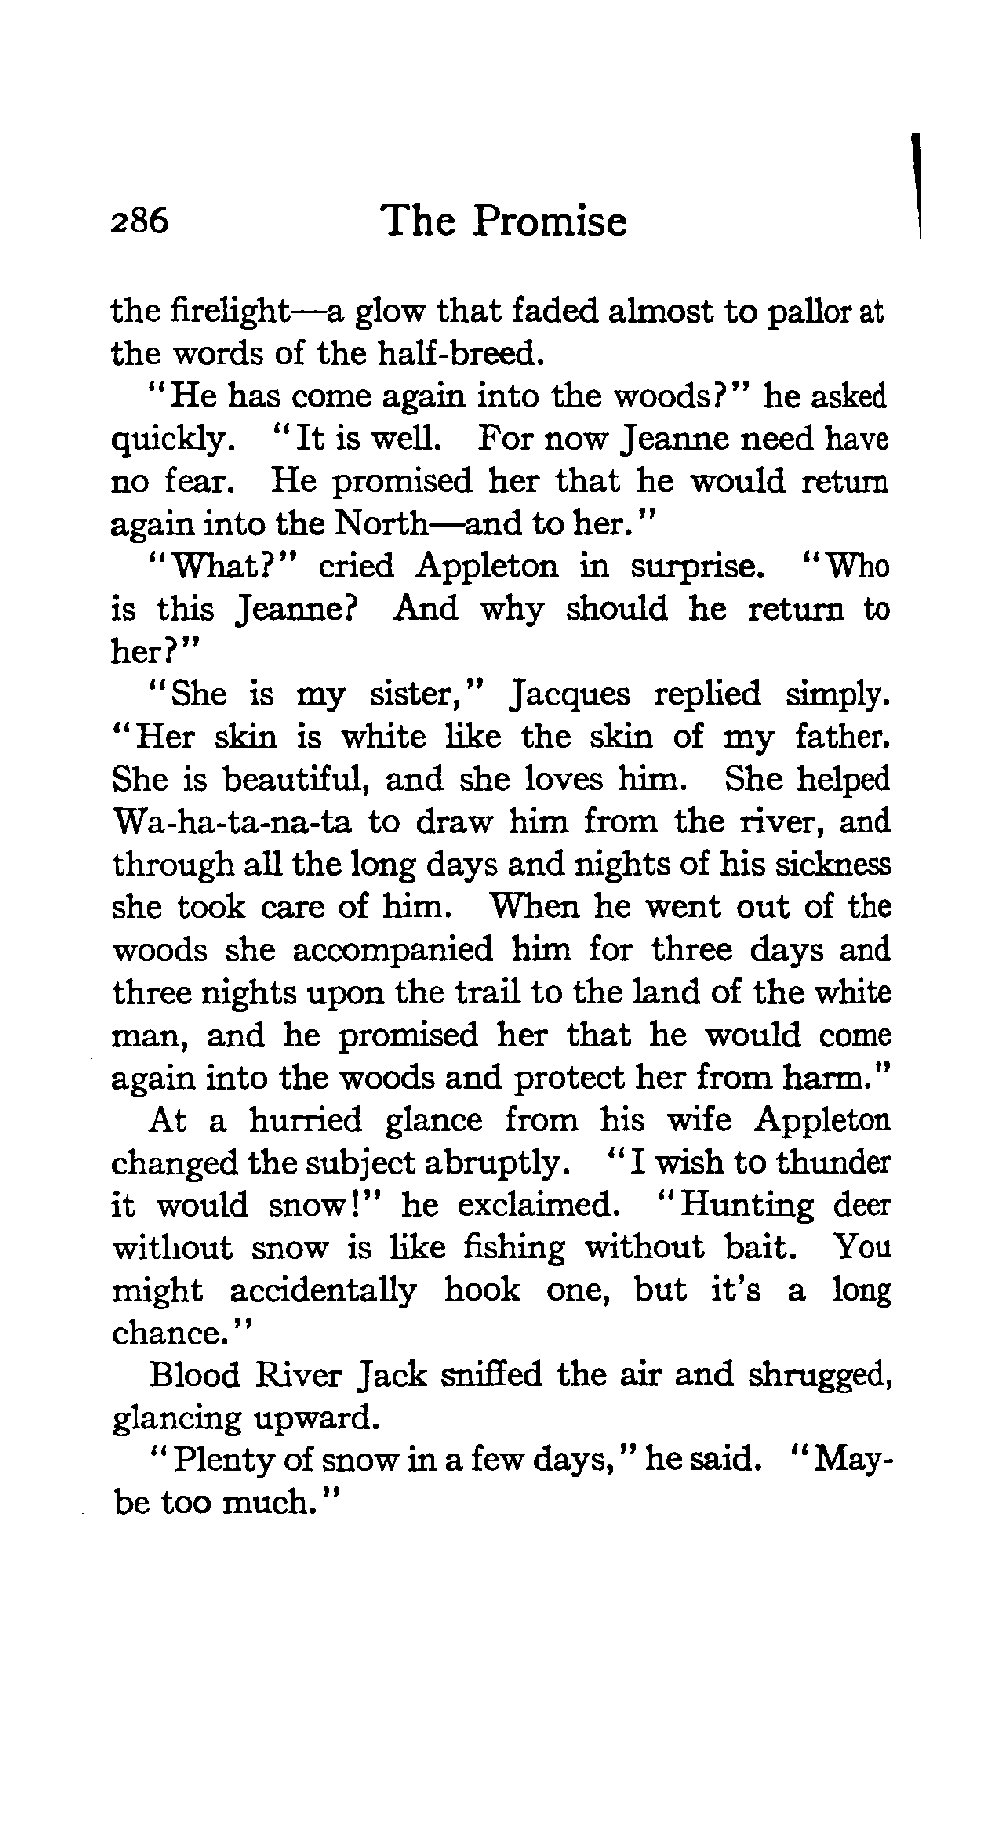 286 The Promise
the firelight—a glow that faded almost to pallor at
the words of the half-breed.
"He has come again into the woods?" he asked
quickly. "It is well. For now Jeanne need have
no fear. He promised her that he would return
again into the North—and to her."
"What?" cried Appleton in surprise. "Who
is this Jeanne? And why should he return to
her?"
"She is my sister," Jacques replied simply.
"Her skin is white like the skin of my father.
She is beautiful, and she loves him. She helped
Wa-ha-ta-na-ta to draw him from the river, and
through all the long days and nights of his sickness
she took care of him. When he went out of the
woods she accompanied him for three days and
three nights upon the trail to the land of the white
man, and he promised her that he would come
again into the woods and protect her from harm."
At a hurried glance from his wife Appleton
changed the subject abruptly. "I wish to thunder
it would snow!" he exclaimed. "Hunting deer
without snow is like fishing without bait. You
might accidentally hook one, but it's a long
chance."
Blood River Jack sniffed the air and shrugged,
glancing upward.
"Plenty of snow in a few days," he said. "May-
be too much."